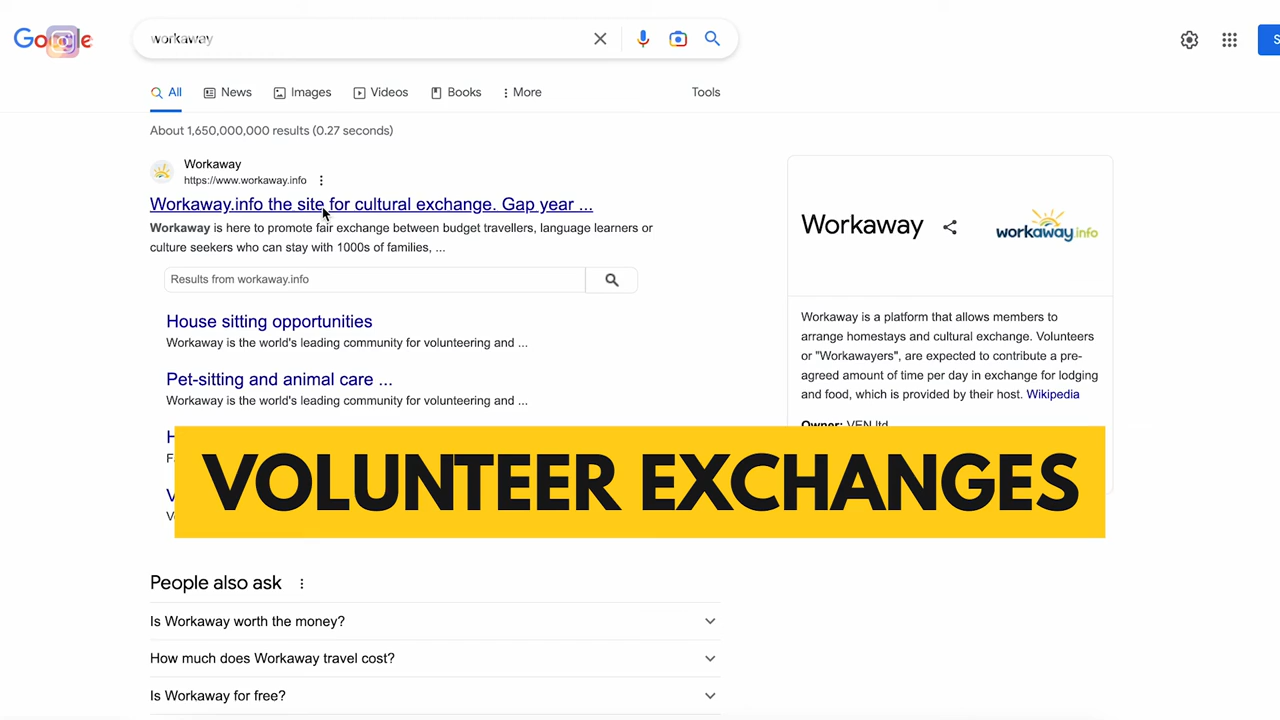 Google
workaway
All
News
Images
Videos
Books
More
Tools
About 1,650,000,000 results (0.27 seconds)
Workaway
https://www.workaway.info
Workaway.info the site for cultural exchange. Gap year ...
Workaway is here to promote fair exchange between budget travellers, language learners or
culture seekers who can stay with 1000s of families, ...
Results from workaway.info
House sitting opportunities
Workaway is the world's leading community for volunteering and ...
Pet-sitting and animal care ...
Workaway is the world's leading community for volunteering and ...
Workaway
workaway.info
Workaway is a platform that allows members to
arrange homestays and cultural exchange. Volunteers
or "Workawayers", are expected to contribute a pre-
agreed amount of time per day in exchange for lodging
and food, which is provided by their host. Wikipedia
Owner: VEN ltd
VOLUNTEER EXCHANGES
People also ask
Is Workaway worth the money?
How much does Workaway travel cost?
Is Workaway for free?